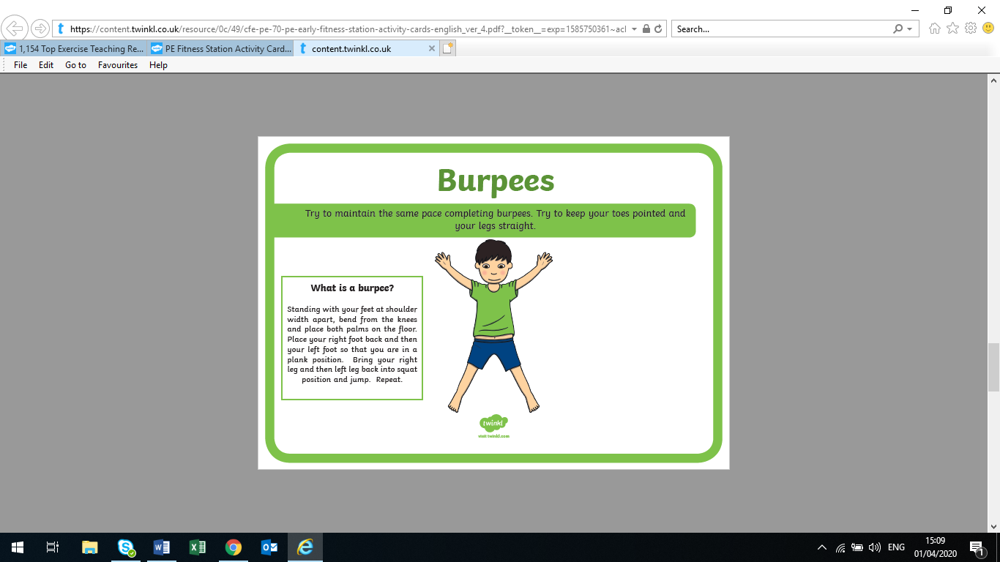 https://content.twinkl.co.uk/resource/0c/49/cfe-pe-70-pe-early-fitness-station-activity-cards-english_ver_4.pdf?__token__=exp=1585750361~acl
Search...
1,154 Top Exercise Teaching Re...
PE Fitness Station Activity Card...
content.twinkl.co.uk
File Edit Go to Favourites Help
Burpees
Try to maintain the same pace completing burpees. Try to keep your toes pointed and
your legs straight.
What is a burpee?
Standing with your feet at shoulder
width apart, bend from the knees
and place both palms on the floor.
Place your right foot back and then
your left foot so that you are in a
plank position. Bring your right
leg and then left leg back into squat
position and jump. Repeat.
twinkl
visit twinkl.com
ENG
15:09
01/04/2020
1